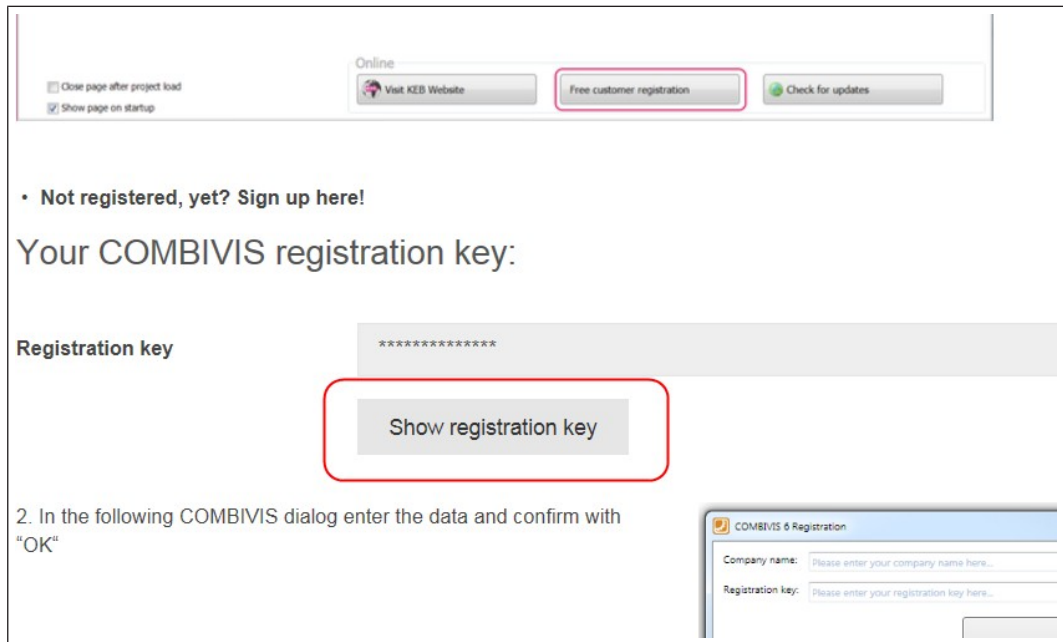 Online
Close page after project load
Visit KEB Website
Free customer registration
Check for updates
Show page on startup
• Not registered, yet? Sign up here!
Your COMBIVIS registration key:
Registration key
**************
Show registration key
2. In the following COMBIVIS dialog enter the data and confirm with
“OK“
COMBIVIS 6 Registration
Company name:
Please enter your company name here...
Registration key:
Please enter your registration key here...